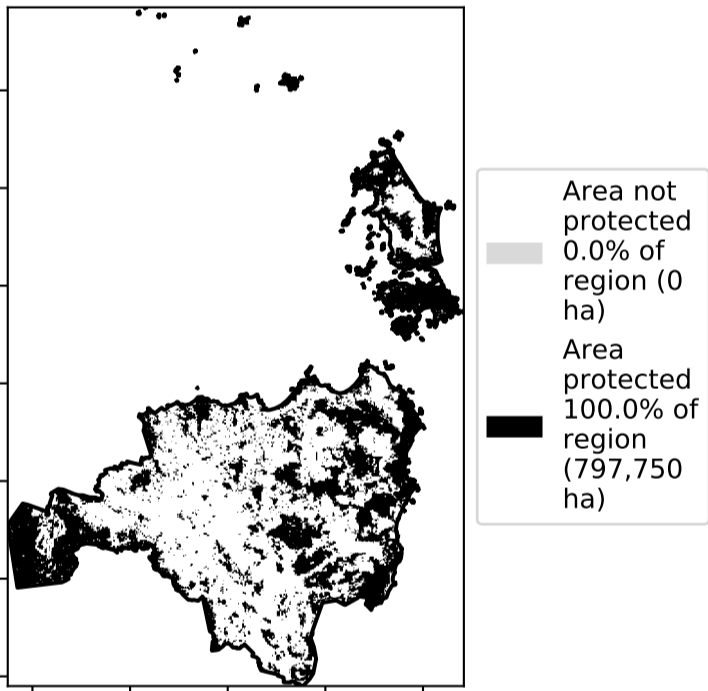 Area not
protected
0.0% of
region (0
ha)
Area
protected
100.0% of
region
(797,750
ha)